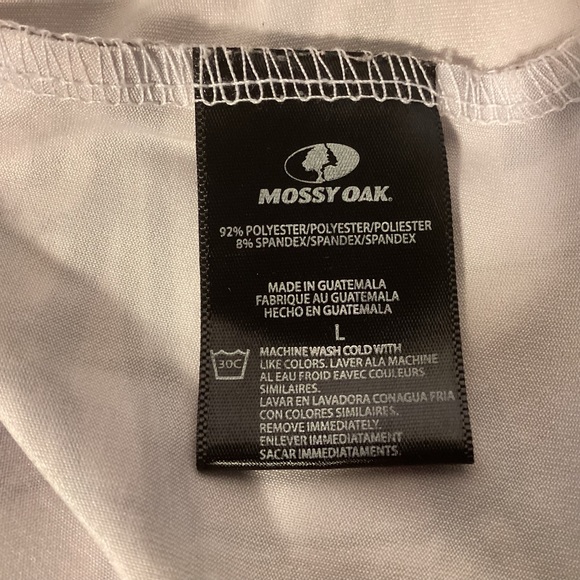 MOSSY OAK®
92% POLYESTER/POLYESTER/POLIESTER
8% SPANDEX/SPANDEX/SPANDEX
MADE IN GUATEMALA
FABRIQUE AU GUATEMALA
HECHO EN GUATEMALA
L
30C
MACHINE WASH COLD WITH
LIKE COLORS. LAVER ALA MACHINE
AL EAU FROID EAVEC COULEURS
SIMILAIRES.
LAVAR EN LAVADORA CONAGUA FRIA
CON COLORES SIMILARES.
REMOVE IMMEDIATELY.
ENLEVER IMMEDIATAMENT
SACAR IMMEDIATAMENTS.